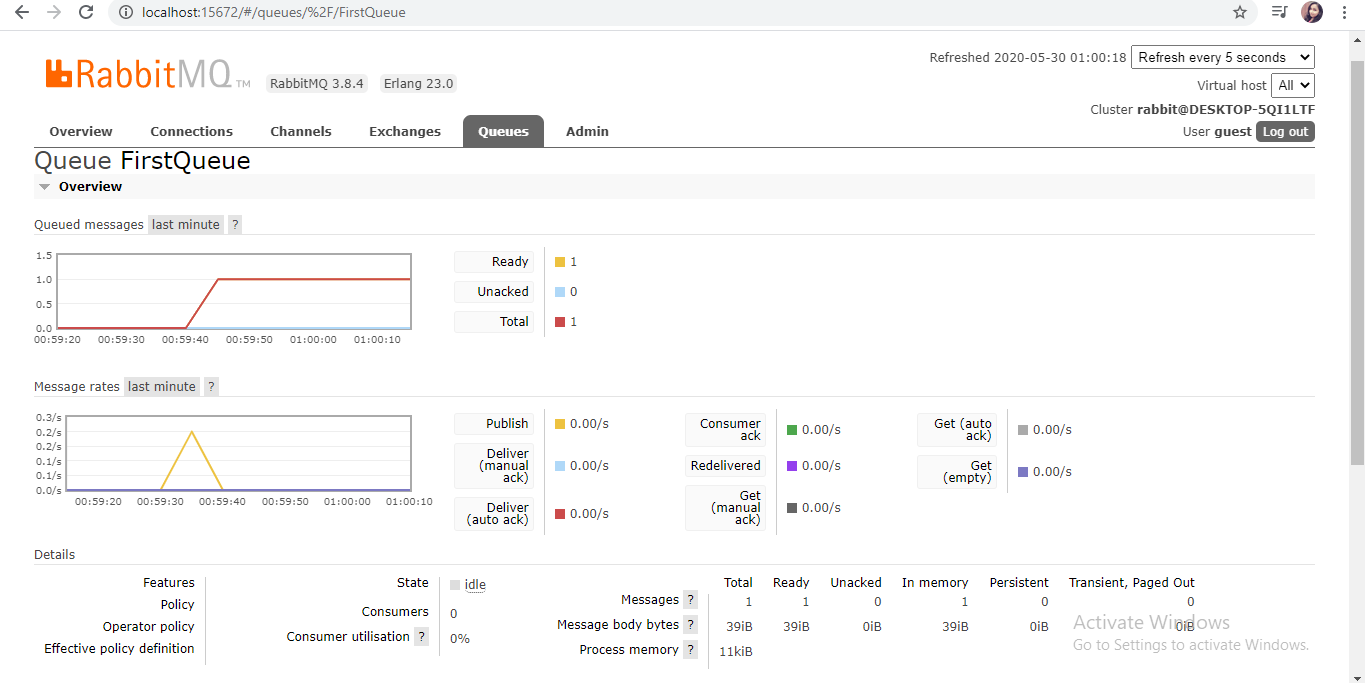 localhost:15672/#/queues/%2F/FirstQueue
Refreshed 2020-05-30 01:00:18 Refresh every 5 seconds
RabbitMQ TM RabbitMQ 3.8.4 Erlang 23.0
Virtual host All
Cluster rabbit@DESKTOP-5QI1LTF
User guest Log out
Overview Connections Channels Exchanges Queues Admin
Queue FirstQueue
Overview
Queued messages last minute ?
1.5
1.0
0.5
0.0
00:59:20 00:59:30 00:59:40 00:59:50 01:00:00 01:00:10
Ready 1
Unacked 0
Total 1
Message rates last minute ?
0.3/s
0.2/s
0.2/s
0.1/s
0.1/s
0.0/s
00:59:20 00:59:30 00:59:40 00:59:50 01:00:00 01:00:10
Publish 0.00/s
Deliver
(manual
ack) 0.00/s
Deliver
(auto ack) 0.00/s
Consumer
ack 0.00/s
Redelivered 0.00/s
Get
(manual
ack) 0.00/s
Get (auto
ack) 0.00/s
Get
(empty) 0.00/s
Details
Features
Policy
Operator policy
Effective policy definition
State idle
Consumers 0
Consumer utilisation ? 0%
Total Ready Unacked In memory Persistent Transient, Paged Out
Messages ? 1 1 0 1 0 0
Message body bytes ? 39iB 39iB 0iB 39iB 0iB 0iB
Process memory ? 11kiB
Activate Windows
Go to Settings to activate Windows.